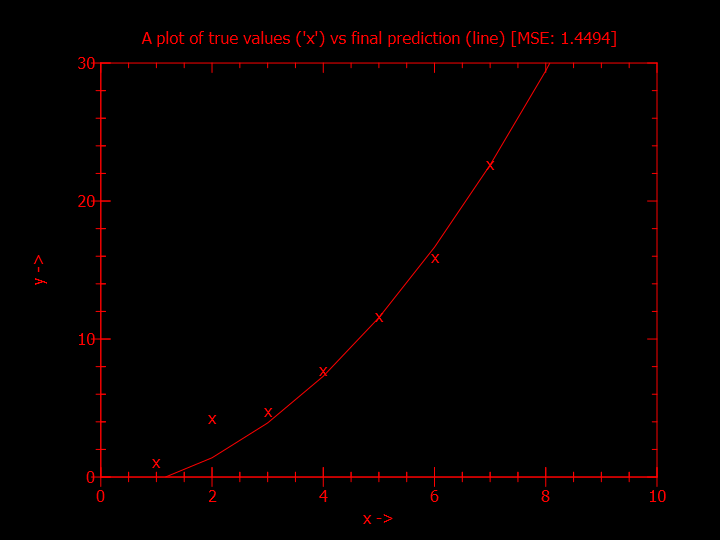 A plot of true values ('x') vs final prediction (line) [MSE: 1.4494]
30
20
10
0
y ->
0 2 4 6 8 10
x ->